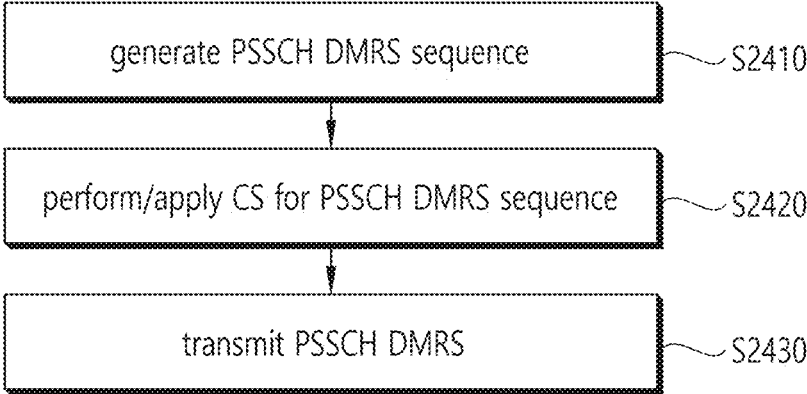 generate PSSCH DMRS sequence
S2410
perform/apply CS for PSSCH DMRS sequence
S2420
transmit PSSCH DMRS
S2430